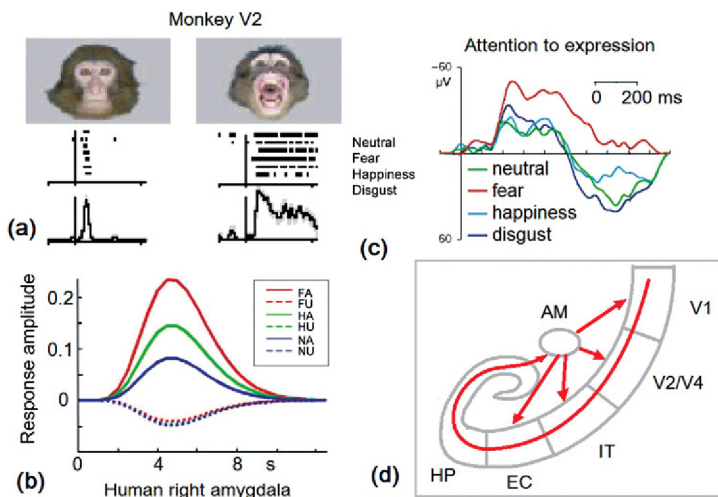 Monkey V2
Neutral
Fear
Happiness
Disgust
(a)
Attention to expression
-50
µV
0 200 ms
neutral
fear
happiness
disgust
60
(c)
Response amplitude
0.2
0.1
0
FA
FU
HA
HU
NA
NU
0 4 8 s
(b)
Human right amygdala
AM
V1
V2/V4
IT
EC
HP
(d)